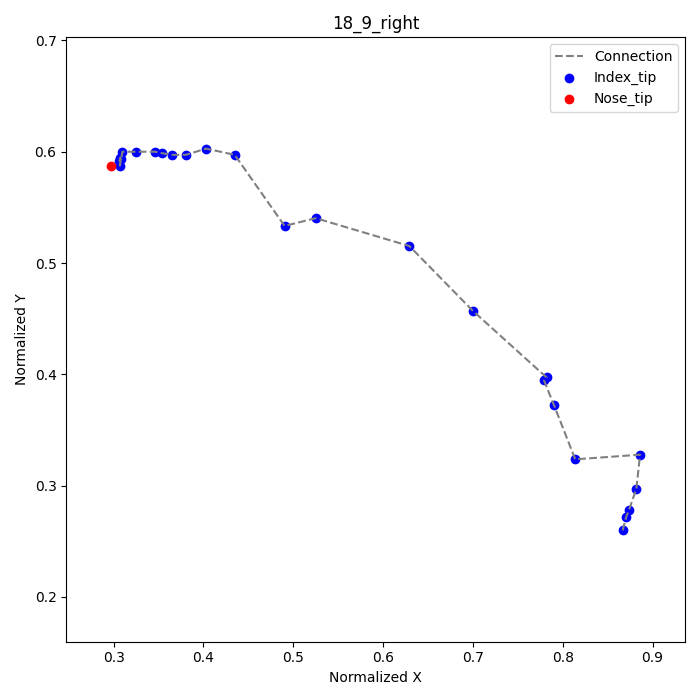 18_9_right
0.7
0.6
0.5
0.4
0.3
0.2
Normalized Y
Connection
Index_tip
Nose_tip
0.3 0.4 0.5 0.6 0.7 0.8 0.9
Normalized X